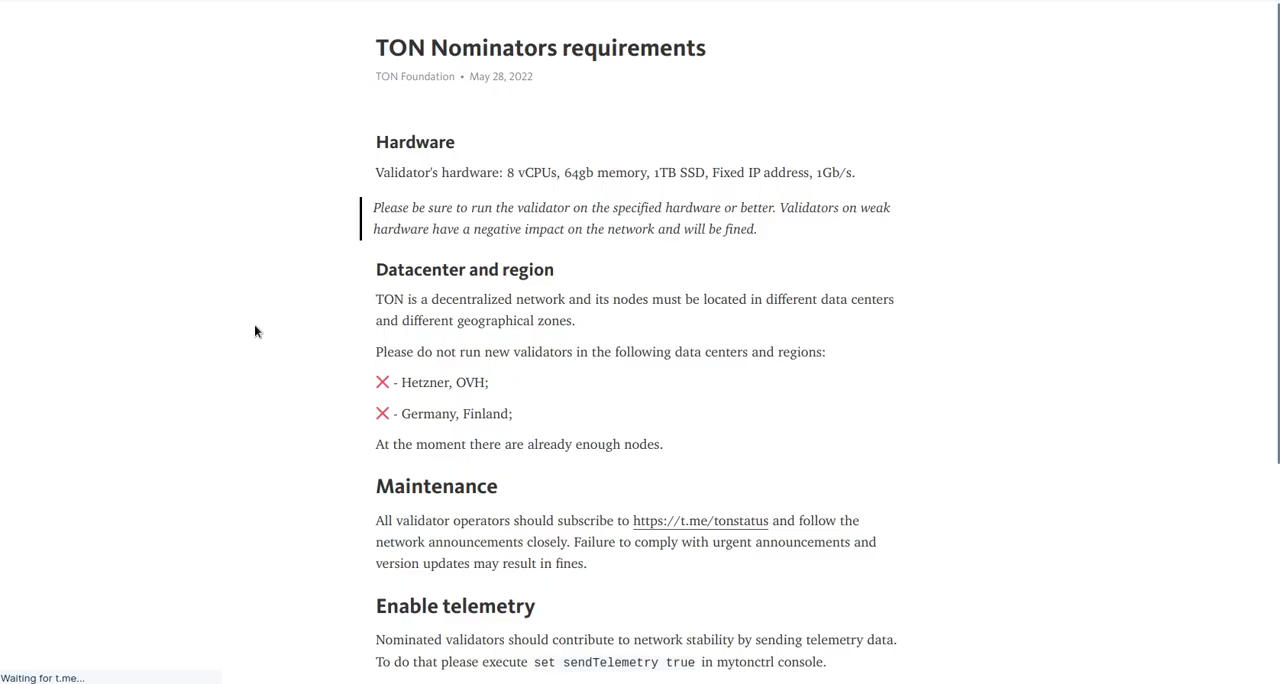 TON Nominators requirements
TON Foundation • May 28, 2022
Hardware
Validator's hardware: 8 vCPUs, 64gb memory, 1TB SSD, Fixed IP address, 1Gb/s.
Please be sure to run the validator on the specified hardware or better. Validators on weak
hardware have a negative impact on the network and will be fined.
Datacenter and region
TON is a decentralized network and its nodes must be located in different data centers
and different geographical zones.
Please do not run new validators in the following data centers and regions:
❌ - Hetzner, OVH;
❌ - Germany, Finland;
At the moment there are already enough nodes.
Maintenance
All validator operators should subscribe to https://t.me/tonstatus and follow the
network announcements closely. Failure to comply with urgent announcements and
version updates may result in fines.
Enable telemetry
Nominated validators should contribute to network stability by sending telemetry data.
To do that please execute set sendTelemetry true in mytonctrl console.
Waiting for t.me...